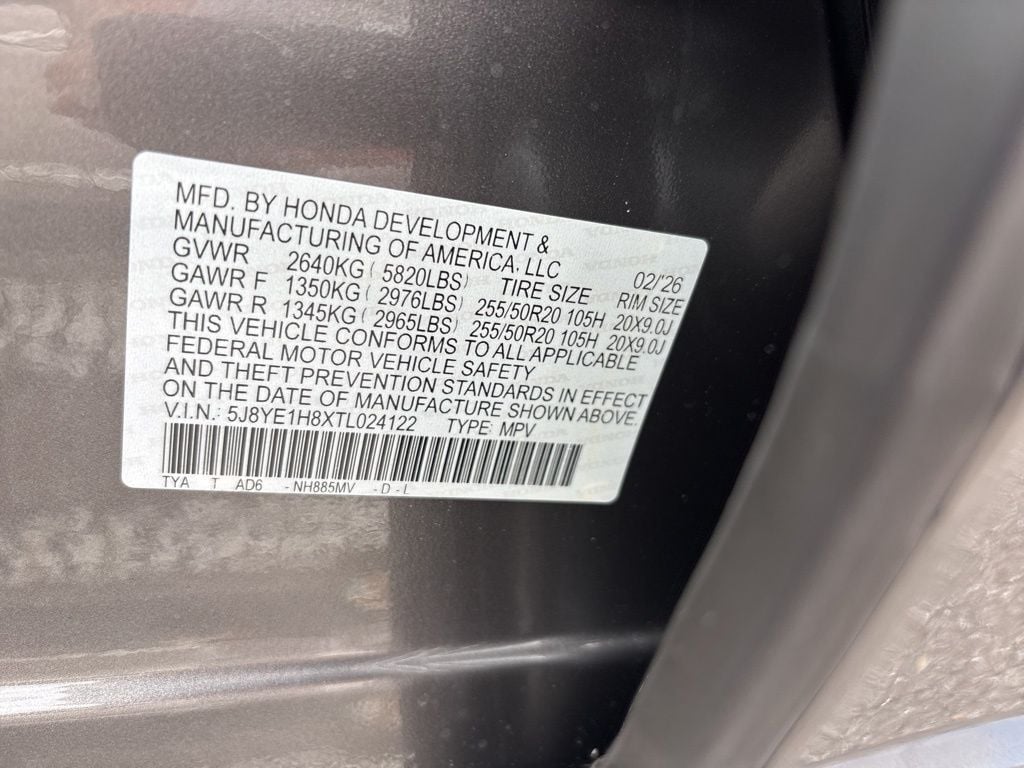 MFD. BY HONDA DEVELOPMENT &
MANUFACTURING OF AMERICA, LLC
02/26
GVWR 2640KG ( 5820LBS) TIRE SIZE RIM SIZE
GAWR F 1350KG ( 2976LBS) 255/50R20 105H 20X9.0J
GAWR R 1345KG ( 2965LBS) 255/50R20 105H 20X9.0J
THIS VEHICLE CONFORMS TO ALL APPLICABLE
FEDERAL MOTOR VEHICLE SAFETY
AND THEFT PREVENTION STANDARDS IN EFFECT
ON THE DATE OF MANUFACTURE SHOWN ABOVE.
V.I.N.: 5J8YE1H8XTL024122 TYPE: MPV
TYA T AD6 - NH885MV - D - L